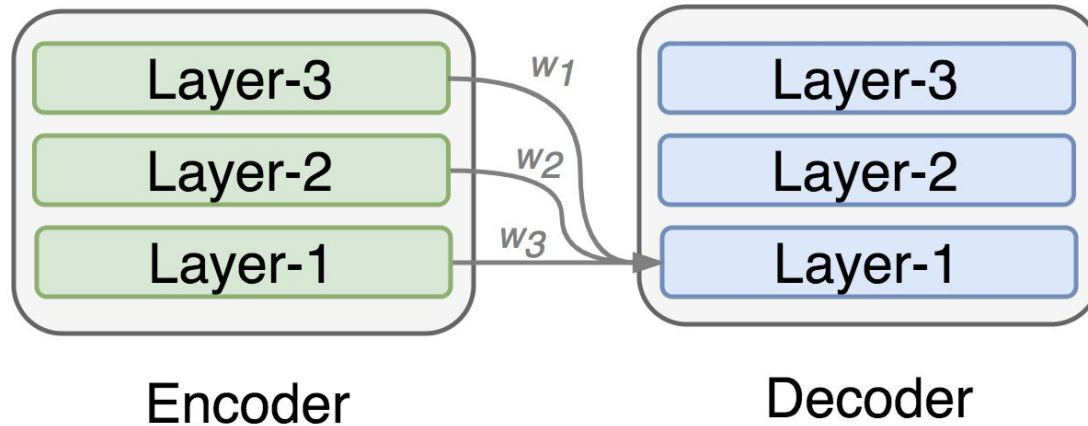 Layer-3
w1
Layer-3
Layer-2
w2
Layer-2
Layer-1
w3
Layer-1
Encoder
Decoder